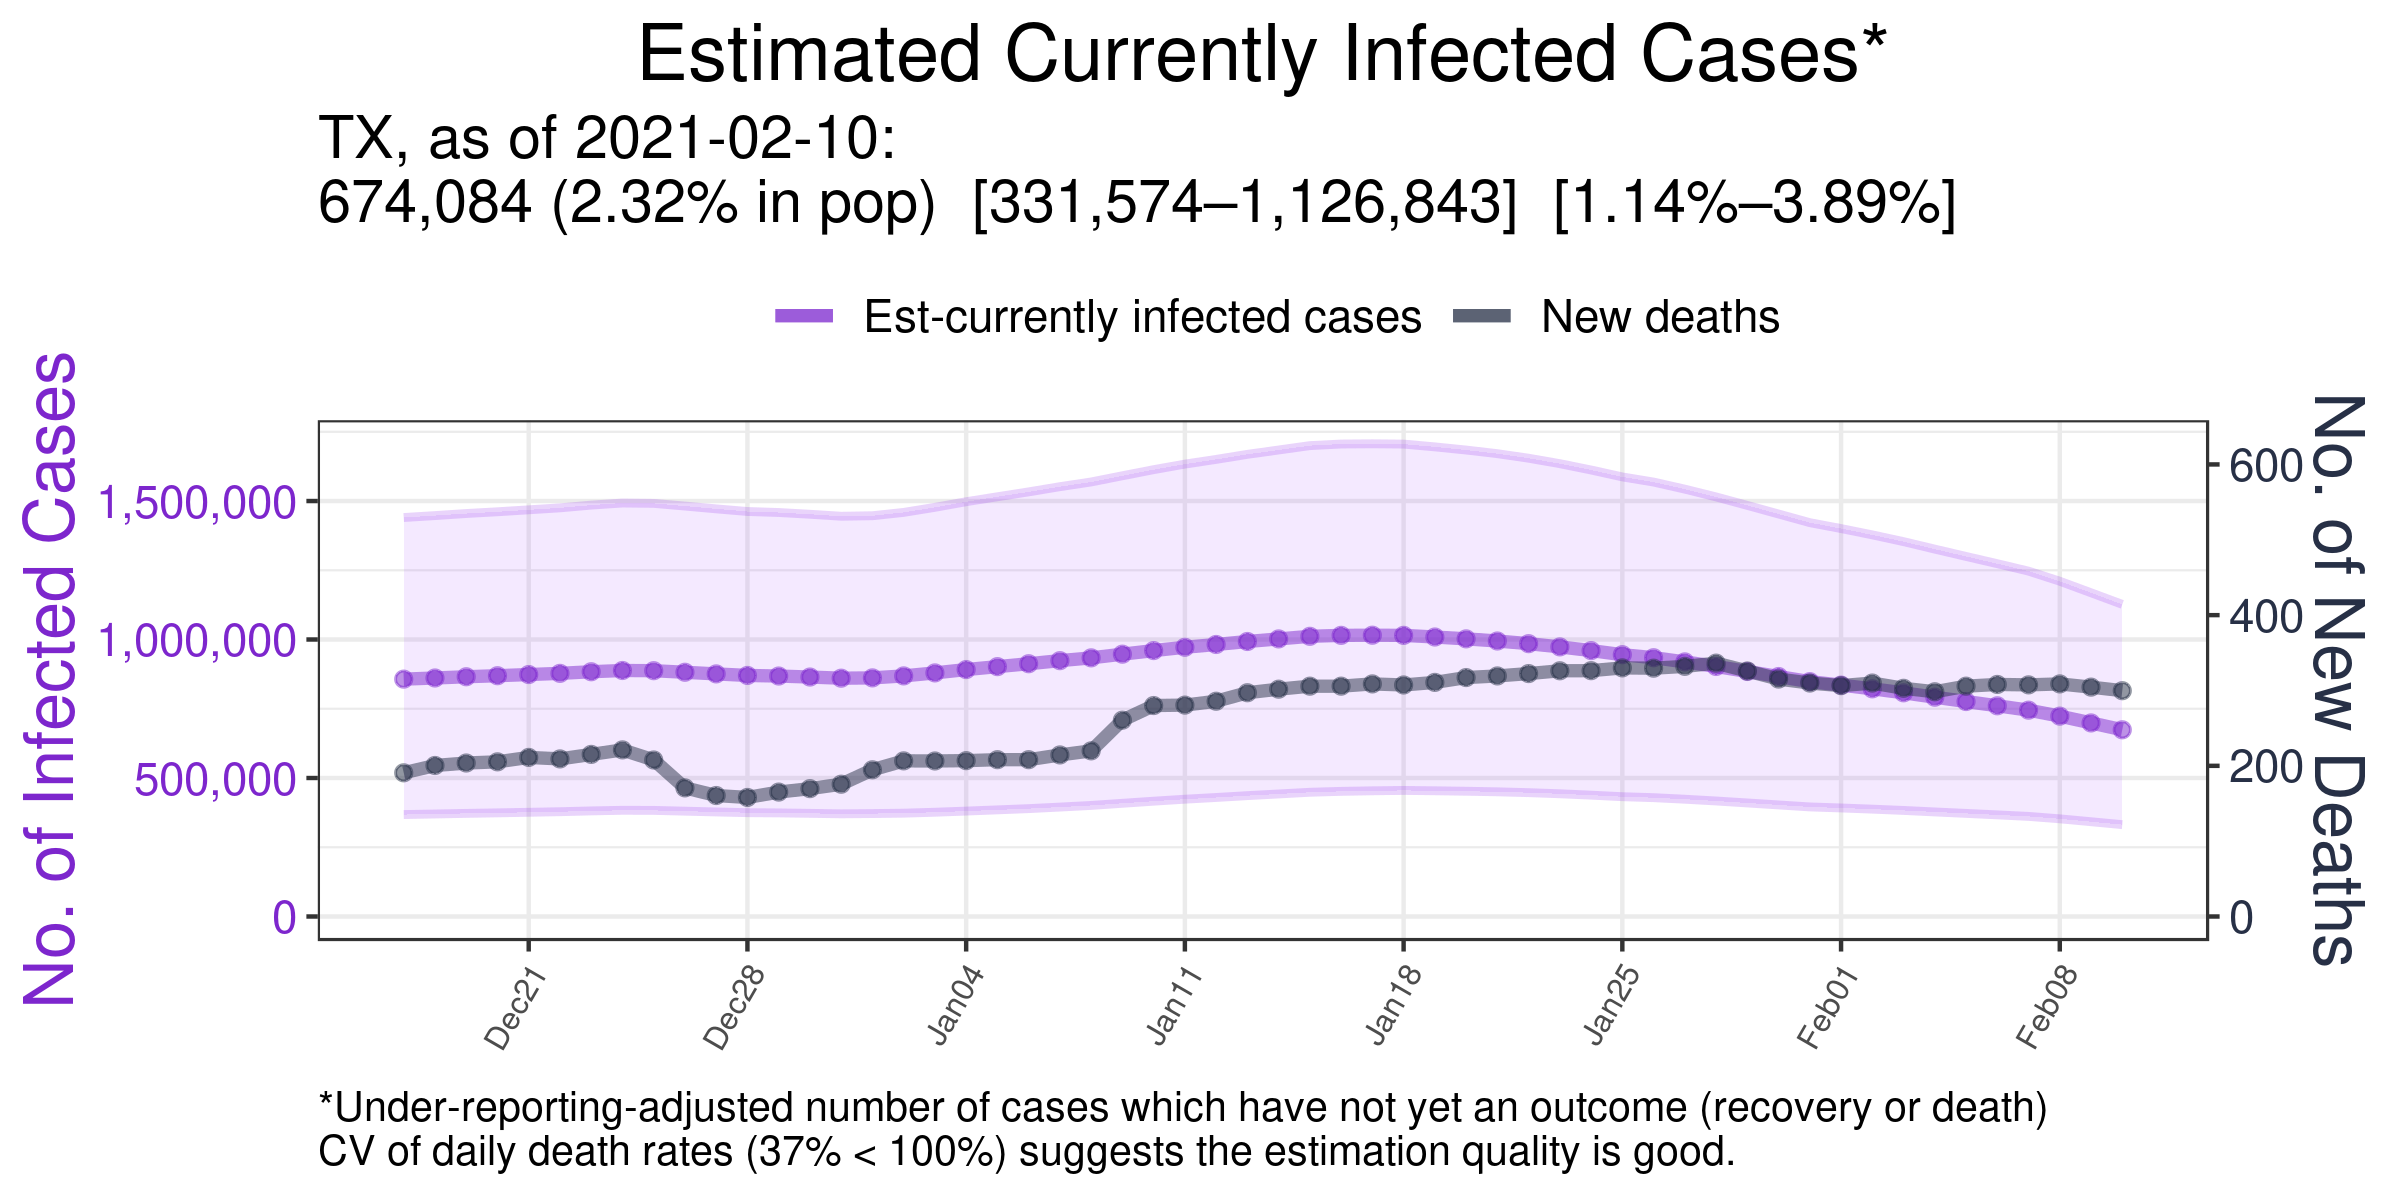 Estimated Currently Infected Cases*
TX, as of 2021-02-10:
674,084 (2.32% in pop)  [331,574–1,126,843]  [1.14%–3.89%]
Est-currently infected cases
New deaths
No. of Infected Cases
1,500,000
1,000,000
500,000
0
600
400
200
0
No. of New Deaths
Dec21
Dec28
Jan04
Jan11
Jan18
Jan25
Feb01
Feb08
*Under-reporting-adjusted number of cases which have not yet an outcome (recovery or death)
CV of daily death rates (37% < 100%) suggests the estimation quality is good.